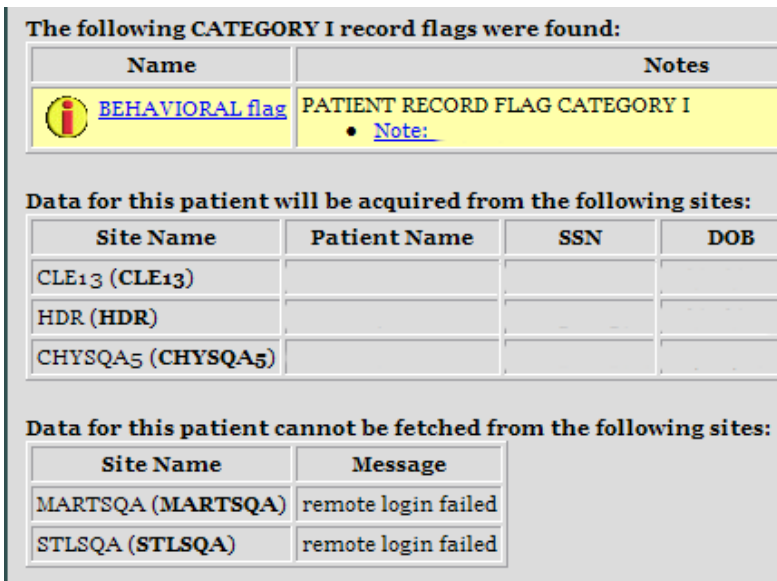 The following CATEGORY I record flags were found:
Name Notes
BEHAVIORAL flag PATIENT RECORD FLAG CATEGORY I
• Note:
Data for this patient will be acquired from the following sites:
Site Name Patient Name SSN DOB
CLE13 (CLE13)
HDR (HDR)
CHYSQA5 (CHYSQA5)
Data for this patient cannot be fetched from the following sites:
Site Name Message
MARTSQA (MARTSQA) remote login failed
STLSQA (STLSQA) remote login failed